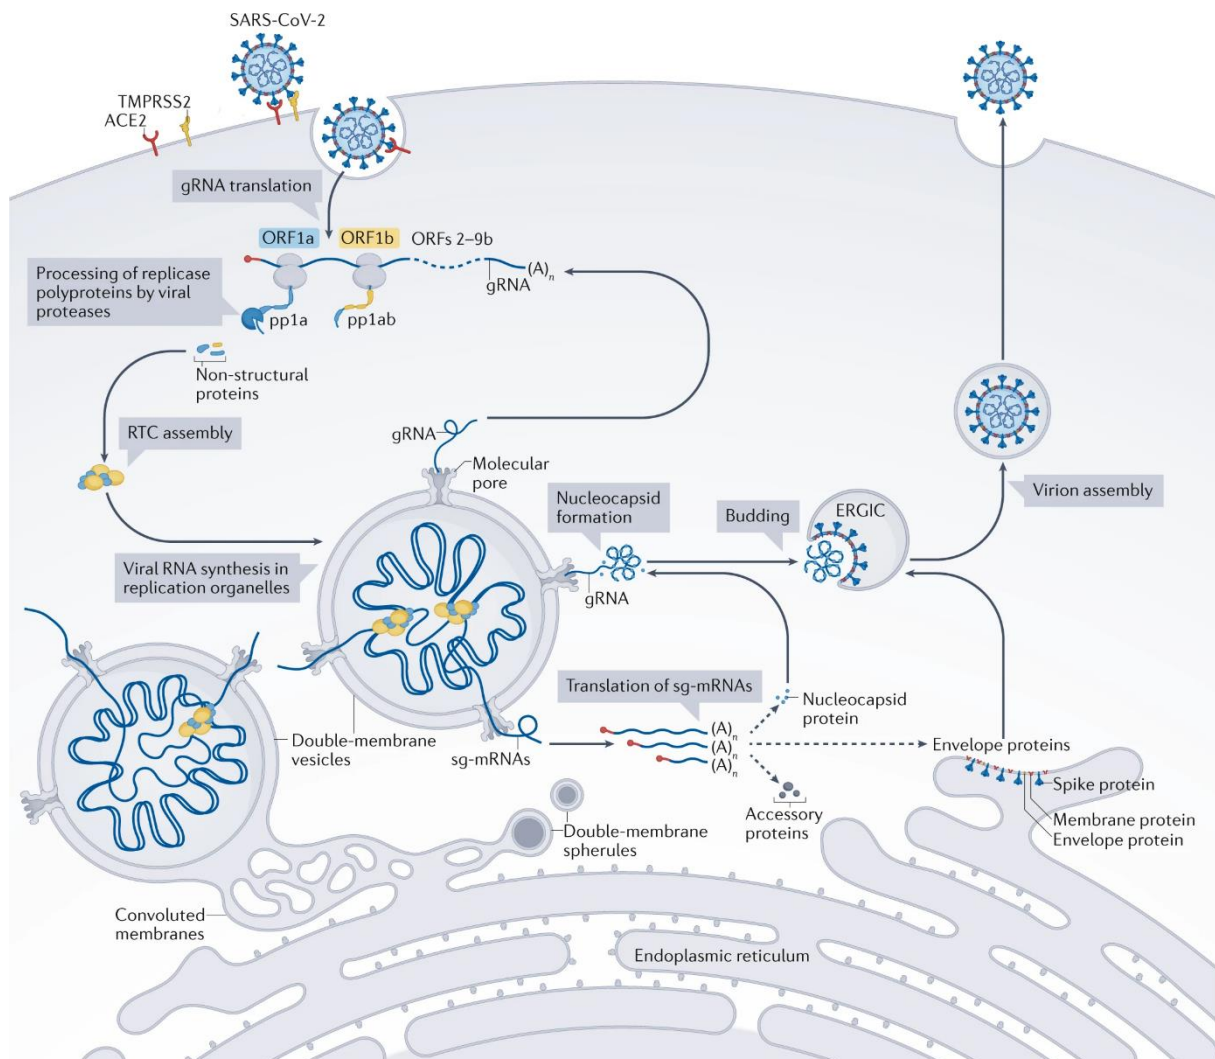 SARS-CoV-2
TMPRSS2
ACE2
gRNA translation
ORF1a
ORF1b
ORFs 2–9b
(A)n
gRNA
Processing of replicase
polyproteins by viral
proteases
pp1a
pp1ab
Non-structural
proteins
RTC assembly
gRNA
Molecular
pore
Nucleocapsid
formation
Budding
ERGIC
Virion assembly
Viral RNA synthesis in
replication organelles
gRNA
Translation of sg-mRNAs
Nucleocapsid
protein
(A)n
(A)n
(A)n
Double-membrane
vesicles
sg-mRNAs
Envelope proteins
Spike protein
Membrane protein
Envelope protein
Accessory
proteins
Double-membrane
spherules
Convoluted
membranes
Endoplasmic reticulum